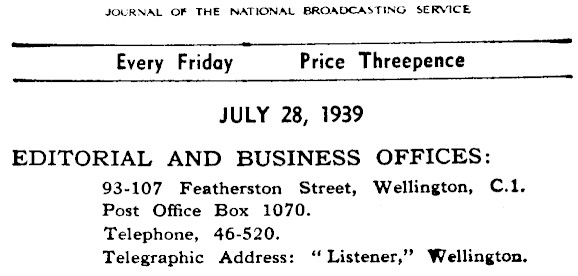 JOURNAL OF THE NATIONAL BROADCASTING SERVICE
Every Friday Price Threepence
JULY 28, 1939
EDITORIAL AND BUSINESS OFFICES:
93-107 Featherston Street, Wellington, C.1.
Post Office Box 1070.
Telephone, 46-520.
Telegraphic Address: "Listener," Wellington.